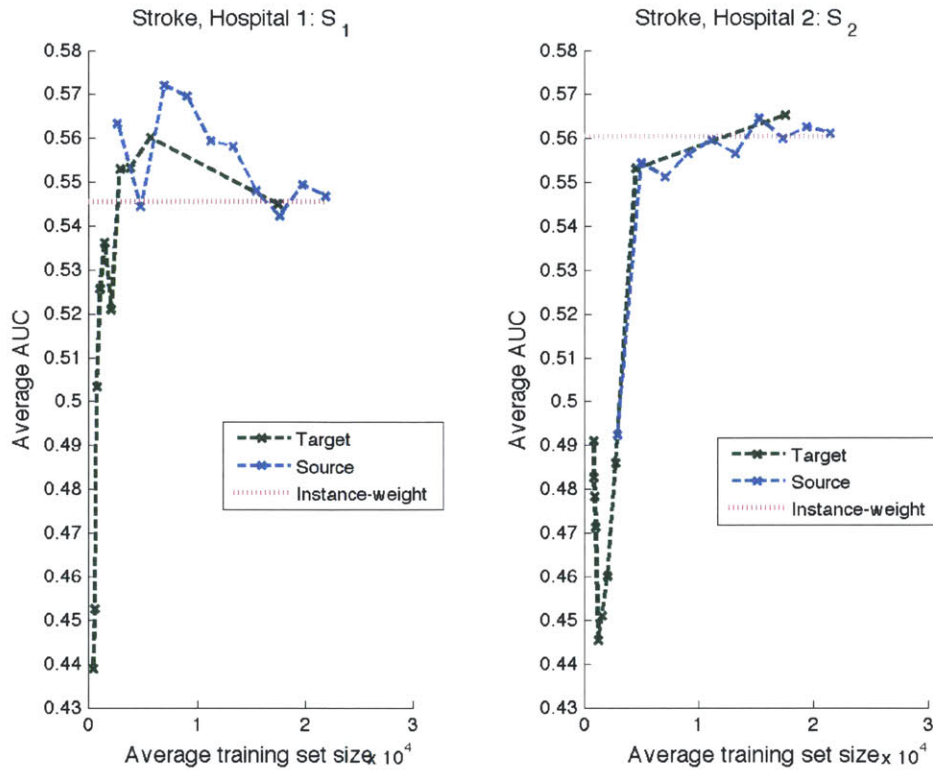 Stroke, Hospital 1: S_1
0.58
0.57
0.56
0.55
0.54
0.53
0.52
0.51
0.5
0.49
0.48
0.47
0.46
0.45
0.44
0.43
Average AUC
Target
Source
Instance-weight
0 1 2 3
Average training set size x 10^4
Stroke, Hospital 2: S_2
0.58
0.57
0.56
0.55
0.54
0.53
0.52
0.51
0.5
0.49
0.48
0.47
0.46
0.45
0.44
0.43
Average AUC
Target
Source
Instance-weight
0 1 2 3
Average training set size x 10^4